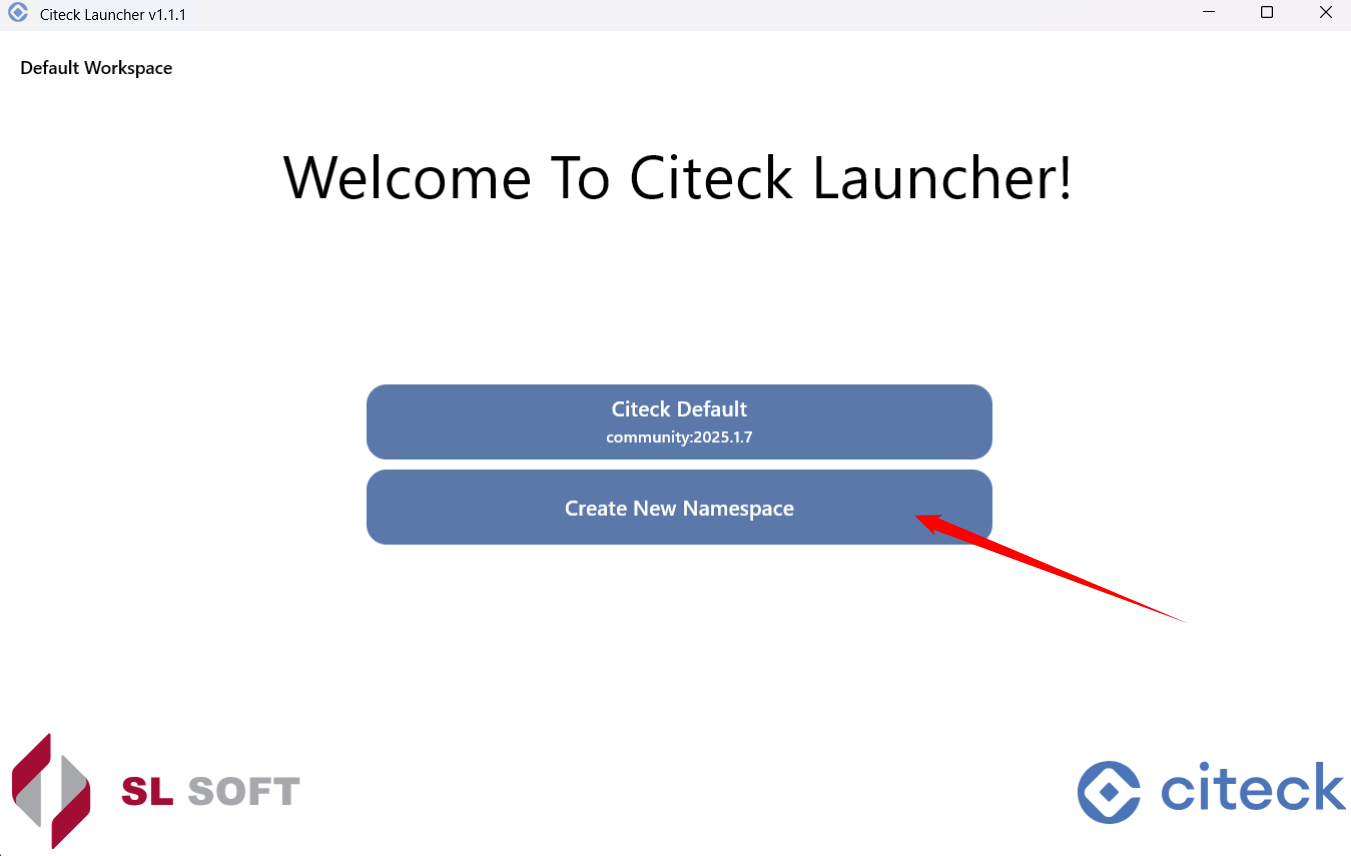 Citeck Launcher v1.1.1
Default Workspace
Welcome To Citeck Launcher!
Citeck Default
community:2025.1.7
Create New Namespace
SL SOFT
citeck